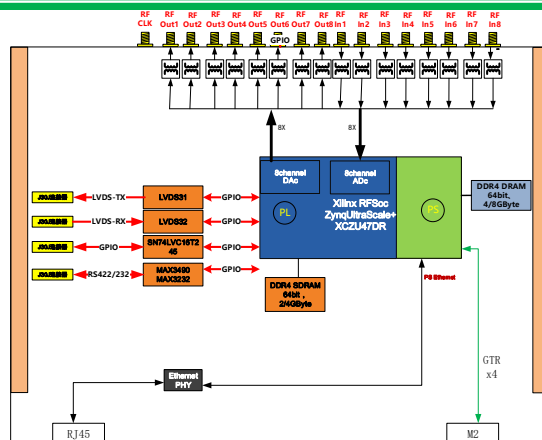 RF CLK
RF Out1
RF Out2
RF Out3
RF Out4
RF Out5
RF Out6
RF Out7
RF Out8
RF In1
RF In2
RF In3
RF In4
RF In5
RF In6
RF In7
RF In8
GPIO
8X
8X
8channel
DAc
8channel
ADc
PL
Xilinx RFSoc
ZynqUltraScale+
XCZU47DR
PS
DDR4 DRAM
64bit,
4/8GByte
LVDS-TX
LVDS31
GPIO
LVDS-RX
LVDS32
GPIO
GPIO
SN74LVC16T2
45
GPIO
RS422/232
MAX3490
MAX3232
GPIO
DDR4 SDRAM
64bit ,
2/4GByte
PS Ethernet
GTR
x4
Ethernet
PHY
RJ45
M2